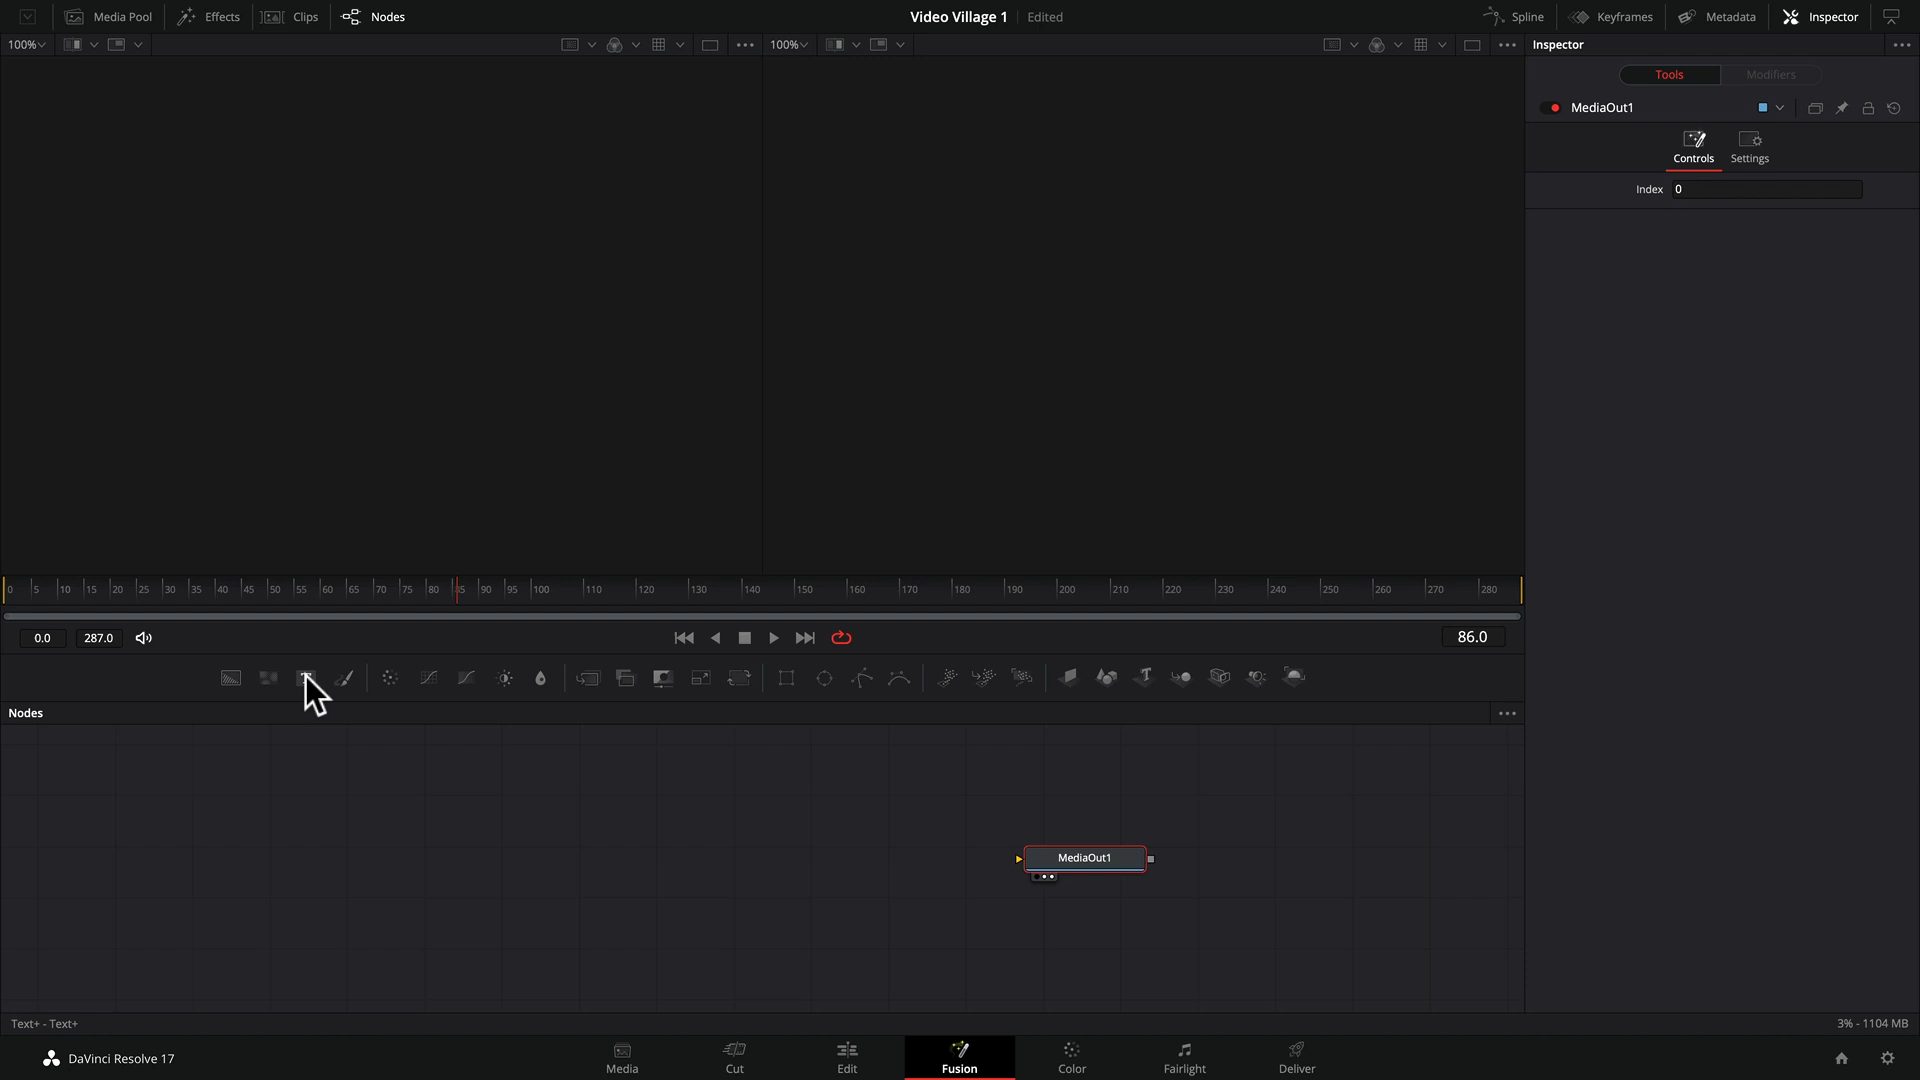 Media Pool Effects Clips Nodes Video Village 1 Edited Spline Keyframes Metadata Inspector
100% 100% Inspector
Tools Modifiers
MediaOut1
Controls Settings
Index 0
0 5 10 15 20 25 30 35 40 45 50 55 60 65 70 75 80 85 90 95 100 110 120 130 140 150 160 170 180 190 200 210 220 230 240 250 260 270 280
0.0 287.0 86.0
Nodes
MediaOut1
Text+ - Text+ 3% - 1104 MB
DaVinci Resolve 17 Media Cut Edit Fusion Color Fairlight Deliver